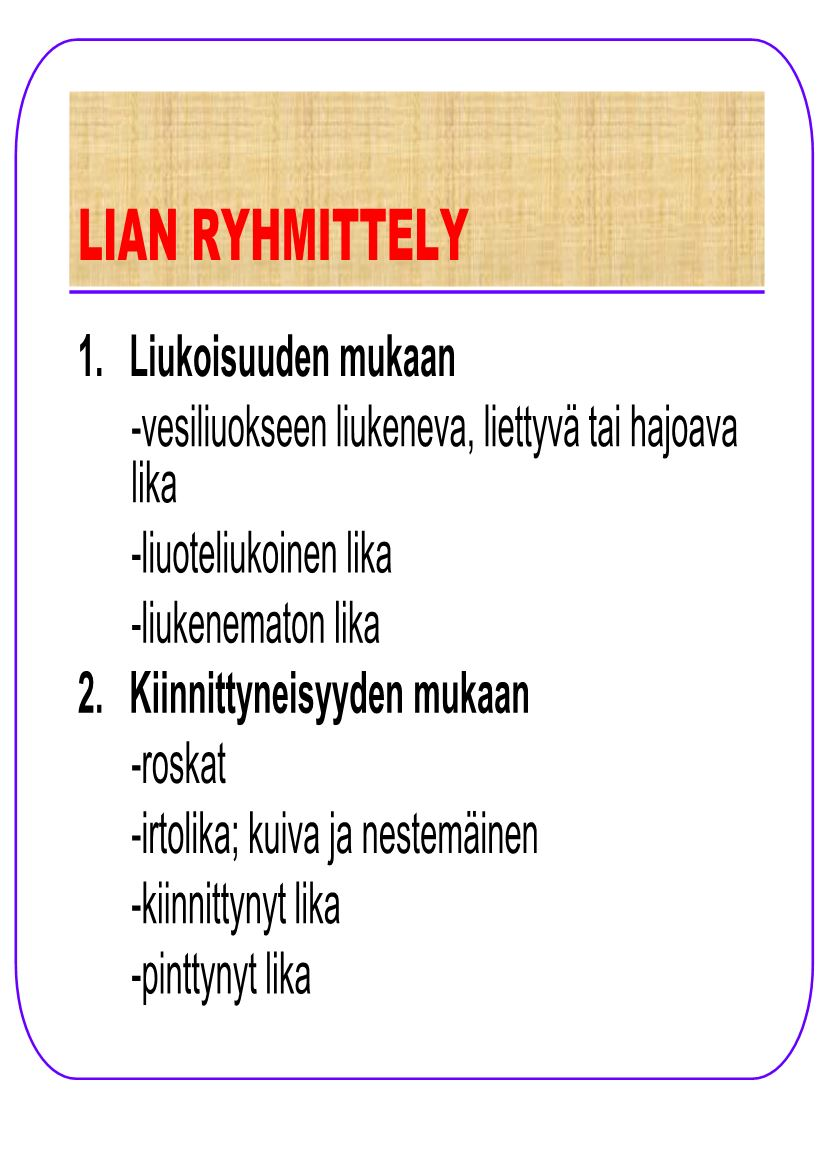 LIAN RYHMITTELY
1. Liukoisuuden mukaan
-vesiliuokseen liukeneva, liettyvä tai hajoava
lika
-liuoteliukoinen lika
-liukenematon lika
2. Kiinnittyneisyyden mukaan
-roskat
-irtolika; kuiva ja nestemäinen
-kiinnittynyt lika
-pinttynyt lika